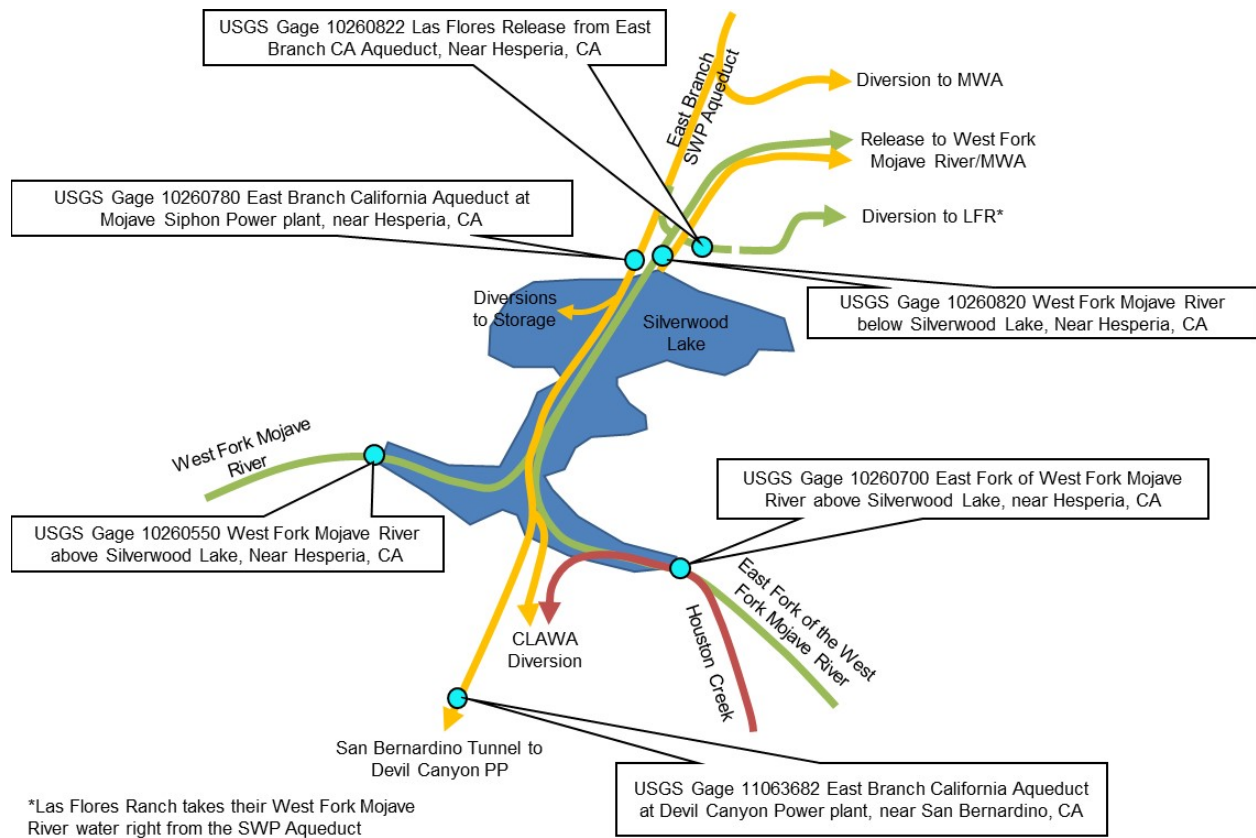 USGS Gage 10260822 Las Flores Release from East
Branch CA Aqueduct, Near Hesperia, CA
East Branch
SWP Aqueduct
Diversion to MWA
Release to West Fork
Mojave River/MWA
USGS Gage 10260780 East Branch California Aqueduct at
Mojave Siphon Power plant, near Hesperia, CA
Diversion to LFR*
Diversions
to Storage
Silverwood
Lake
USGS Gage 10260820 West Fork Mojave River
below Silverwood Lake, Near Hesperia, CA
West Fork Mojave
River
USGS Gage 10260700 East Fork of West Fork Mojave
River above Silverwood Lake, near Hesperia, CA
USGS Gage 10260550 West Fork Mojave River
above Silverwood Lake, Near Hesperia, CA
East Fork of the West
Fork Mojave River
Houston Creek
CLAWA
Diversion
San Bernardino Tunnel to
Devil Canyon PP
USGS Gage 11063682 East Branch California Aqueduct
at Devil Canyon Power plant, near San Bernardino, CA
*Las Flores Ranch takes their West Fork Mojave
River water right from the SWP Aqueduct